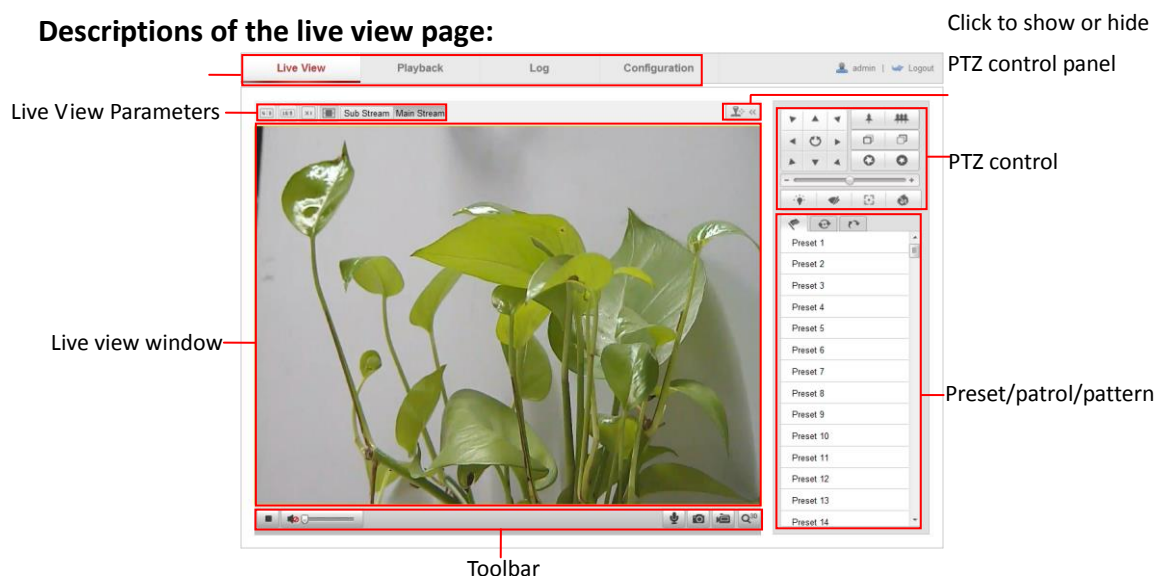 Descriptions of the live view page:
Click to show or hide
PTZ control panel
Live View Playback Log Configuration
admin | Logout
Live View Parameters
Sub Stream Main Stream
PTZ control
Preset 1
Preset 2
Preset 3
Preset 4
Preset 5
Preset 6
Preset 7
Preset 8
Preset 9
Preset 10
Preset 11
Preset 12
Preset 13
Preset 14
Live view window
Preset/patrol/pattern
Toolbar